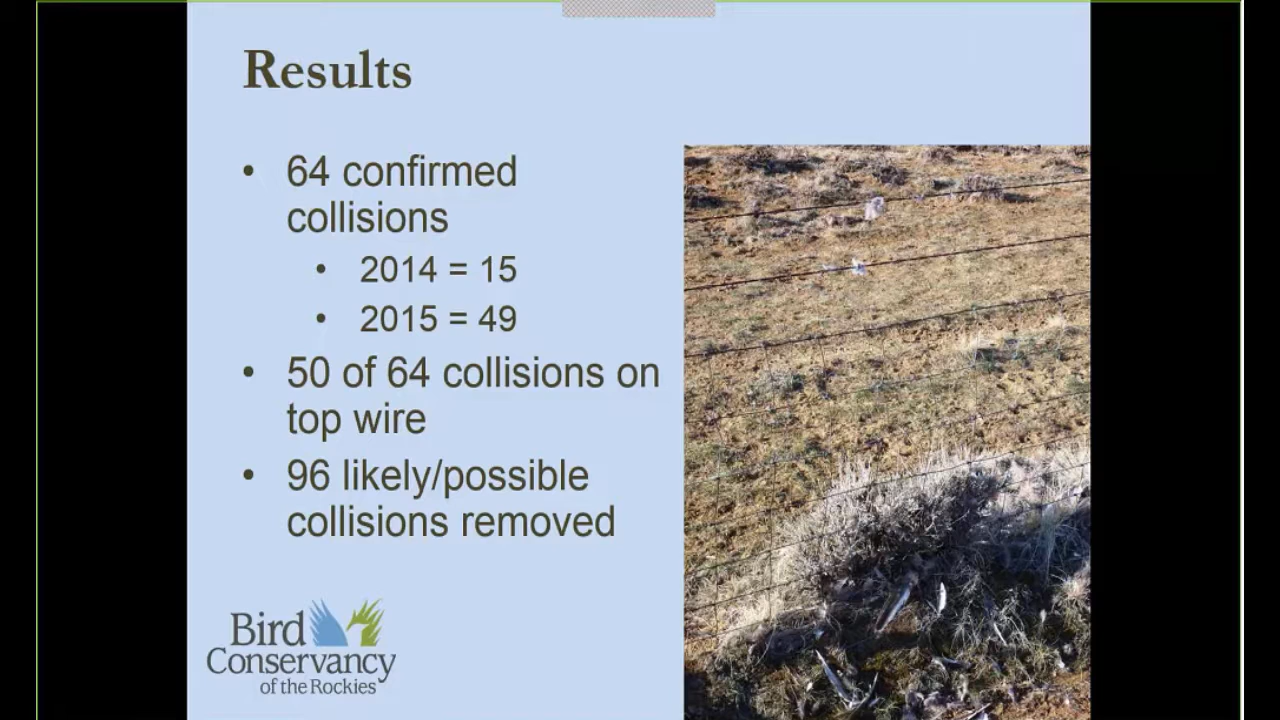 Results
• 64 confirmed
collisions
• 2014 = 15
• 2015 = 49
• 50 of 64 collisions on
top wire
• 96 likely/possible
collisions removed
Bird
Conservancy
of the Rockies